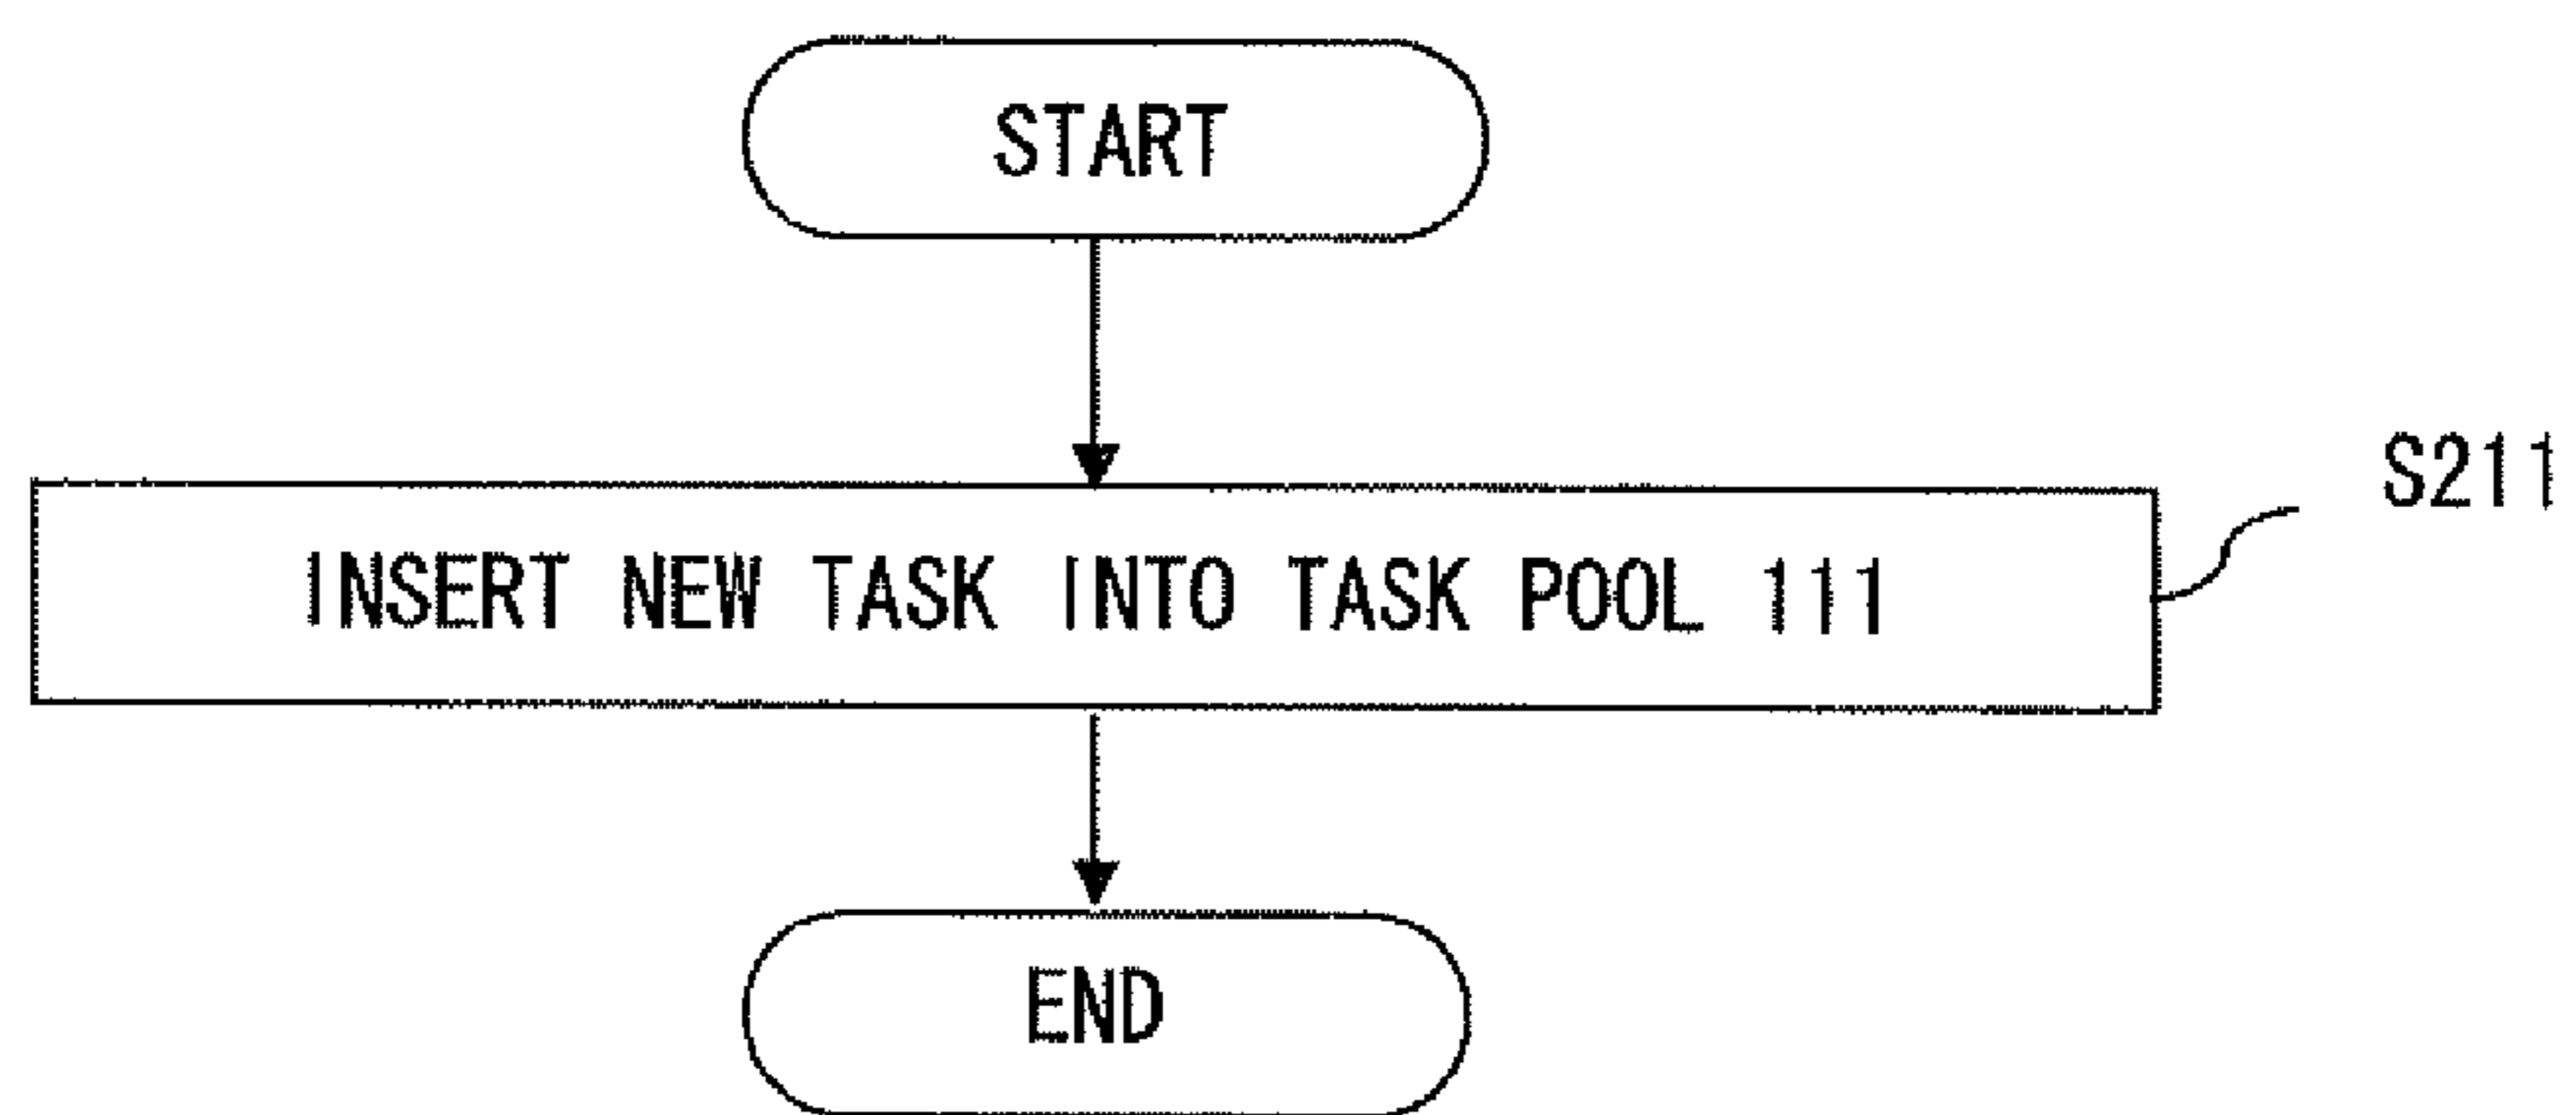 START
S211
INSERT NEW TASK INTO TASK POOL 111
END